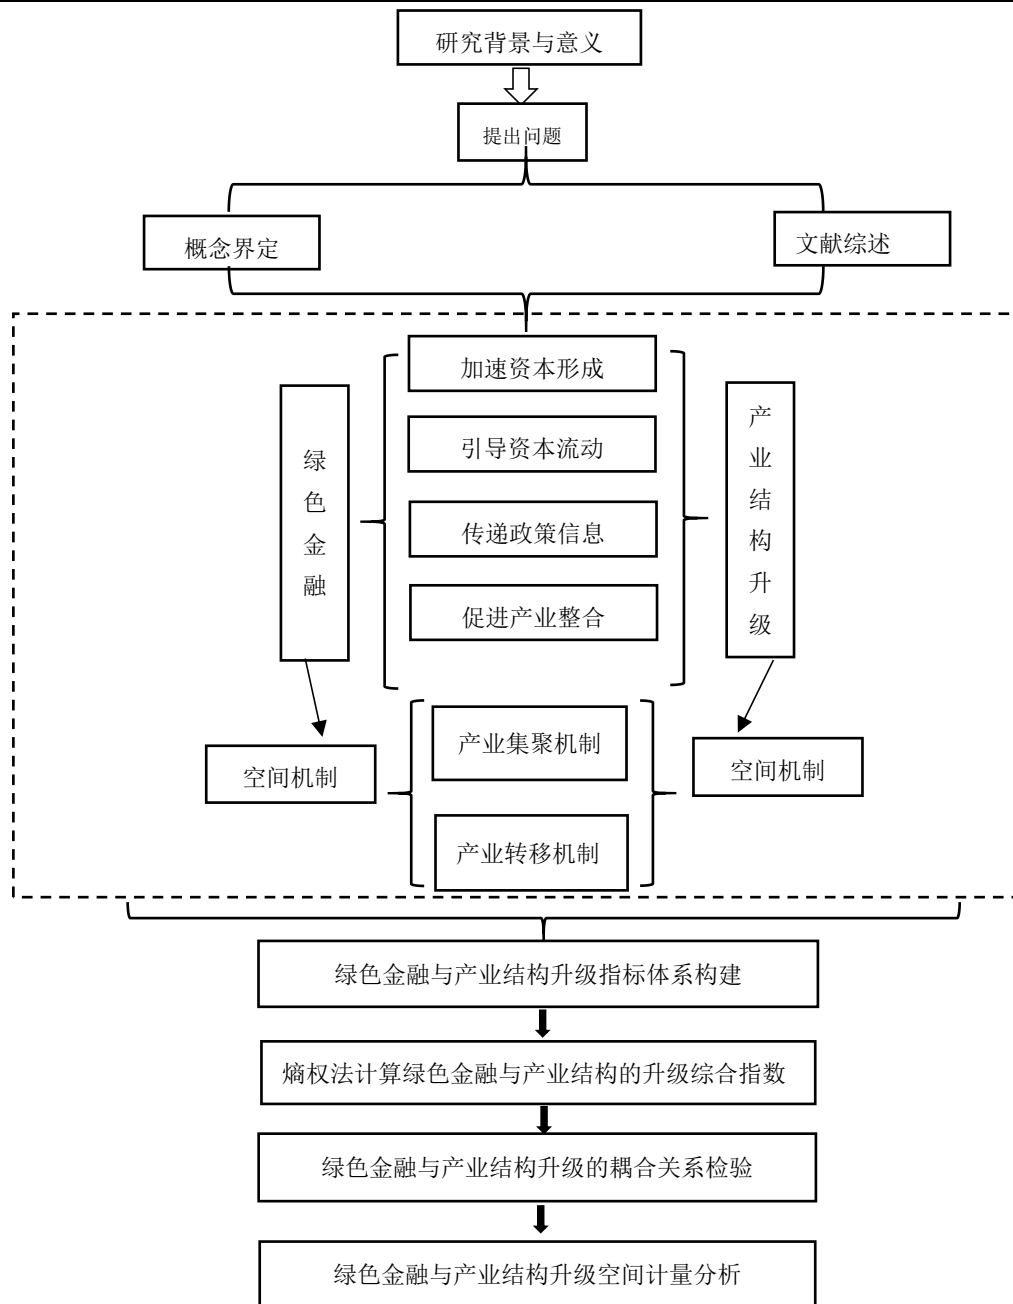 研究背景与意义
提出问题
概念界定
文献综述
加速资本形成
引导资本流动
传递政策信息
促进产业整合
绿色金融
产业结构升级
空间机制
产业集聚机制
产业转移机制
空间机制
绿色金融与产业结构升级指标体系构建
熵权法计算绿色金融与产业结构的升级综合指数
绿色金融与产业结构升级的耦合关系检验
绿色金融与产业结构升级空间计量分析